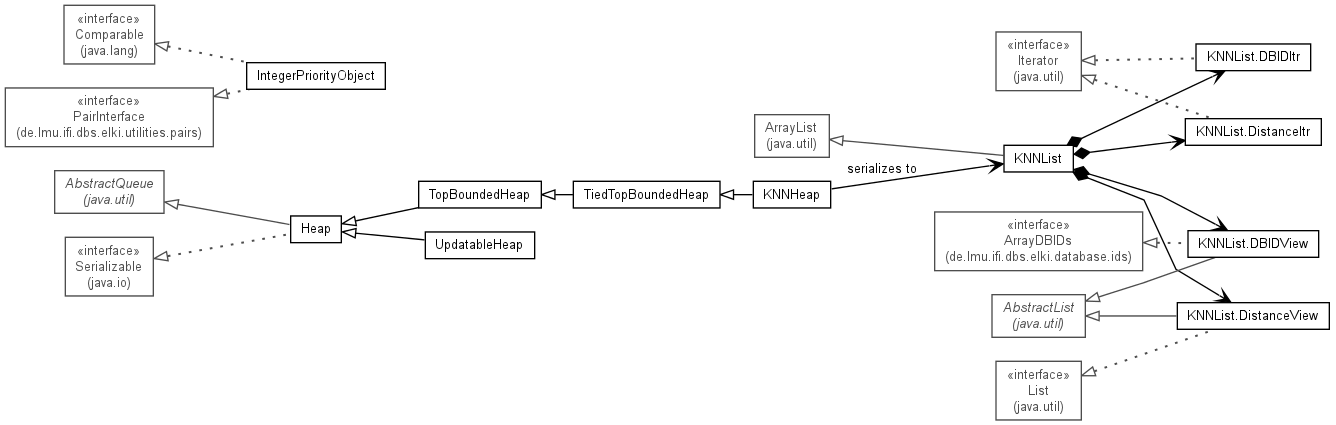 «interface»
Comparable
(java.lang)
IntegerPriorityObject
«interface»
PairInterface
(de.lmu.ifi.dbs.elki.utilities.pairs)
AbstractQueue
(java.util)
Heap
«interface»
Serializable
(java.io)
TopBoundedHeap
UpdatableHeap
TiedTopBoundedHeap
KNNHeap
serializes to
ArrayList
(java.util)
KNNList
«interface»
Iterator
(java.util)
KNNList.DBIDItr
KNNList.DistanceItr
«interface»
ArrayDBIDs
(de.lmu.ifi.dbs.elki.database.ids)
KNNList.DBIDView
AbstractList
(java.util)
KNNList.DistanceView
«interface»
List
(java.util)